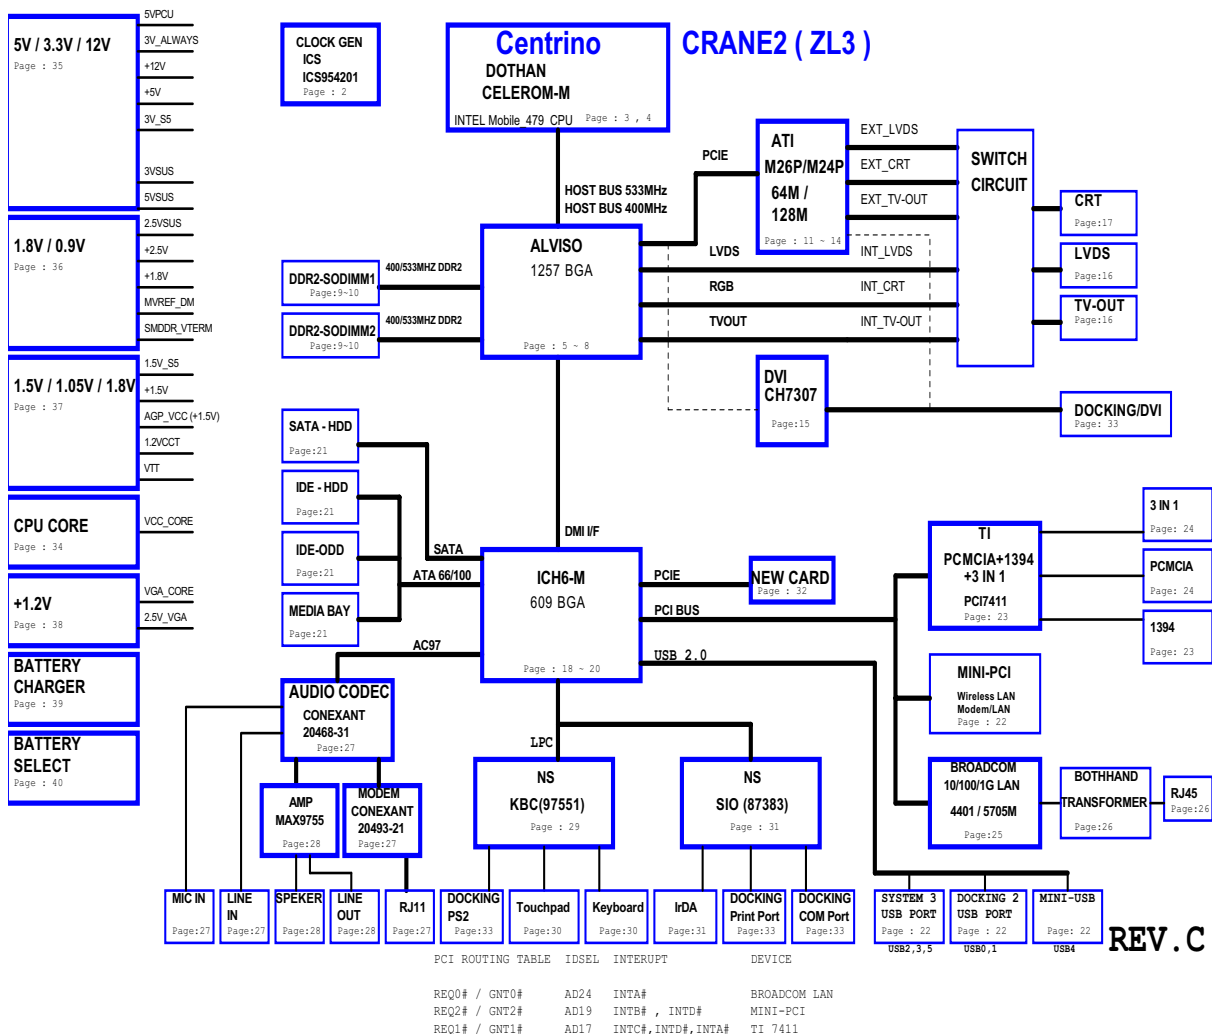 5V / 3.3V / 12V
Page : 35
5VPCU
3V_ALWAYS
+12V
+5V
3V_S5
3VSUS
5VSUS
1.8V / 0.9V
Page : 36
2.5VSUS
+2.5V
+1.8V
MVREF_DM
SMDDR_VTERM
1.5V / 1.05V / 1.8V
Page : 37
1.5V_S5
+1.5V
AGP_VCC (+1.5V)
1.2VCCT
VTT
CPU CORE
Page : 34
VCC_CORE
+1.2V
Page : 38
VGA_CORE
2.5V_VGA
BATTERY
CHARGER
Page : 39
BATTERY
SELECT
Page : 40
CLOCK GEN
ICS
ICS954201
Page : 2
Centrino
DOTHAN
CELEROM-M
INTEL Mobile_479 CPU Page : 3 , 4
CRANE2 ( ZL3 )
HOST BUS 533MHz
HOST BUS 400MHz
PCIE
ATI
M26P/M24P
64M /
128M
Page : 11 ~ 14
EXT_LVDS
EXT_CRT
EXT_TV-OUT
SWITCH
CIRCUIT
CRT
Page:17
LVDS
Page:16
TV-OUT
Page:16
ALVISO
1257 BGA
Page : 5 ~ 8
LVDS
RGB
TVOUT
INT_LVDS
INT_CRT
INT_TV-OUT
DDR2-SODIMM1
Page:9~10
400/533MHZ DDR2
DDR2-SODIMM2
Page:9~10
400/533MHZ DDR2
DVI
CH7307
Page:15
DOCKING/DVI
Page: 33
SATA - HDD
Page:21
IDE - HDD
Page:21
IDE-ODD
Page:21
MEDIA BAY
Page:21
SATA
ATA 66/100
AC97
DMI I/F
ICH6-M
609 BGA
Page : 18 ~ 20
PCIE
PCI BUS
USB 2.0
NEW CARD
Page : 32
TI
PCMCIA+1394
+3 IN 1
PCI7411
Page: 23
3 IN 1
Page: 24
PCMCIA
Page: 24
1394
Page: 23
MINI-PCI
Wireless LAN
Modem/LAN
Page : 22
BROADCOM
10/100/1G LAN
4401 / 5705M
Page:25
BOTHHAND
TRANSFORMER
Page:26
RJ45
Page:26
AUDIO CODEC
CONEXANT
20468-31
Page:27
AMP
MAX9755
Page:28
MODEM
CONEXANT
20493-21
Page:27
LPC
NS
KBC(97551)
Page : 29
NS
SIO (87383)
Page : 31
MIC IN
Page:27
LINE
IN
Page:27
SPEKER
Page:28
LINE
OUT
Page:28
RJ11
Page:27
DOCKING
PS2
Page:33
Touchpad
Page:30
Keyboard
Page:30
IrDA
Page:31
DOCKING
Print Port
Page:33
DOCKING
COM Port
Page:33
SYSTEM 3
USB PORT
Page : 22
USB2,3,5
DOCKING 2
USB PORT
Page : 22
USB0,1
MINI-USB
Page: 22
USB4
REV.C
PCI ROUTING TABLE IDSEL INTERUPT DEVICE
REQ0# / GNT0# AD24 INTA# BROADCOM LAN
REQ2# / GNT2# AD19 INTB# , INTD# MINI-PCI
REQ1# / GNT1# AD17 INTC#,INTD#,INTA# TI 7411